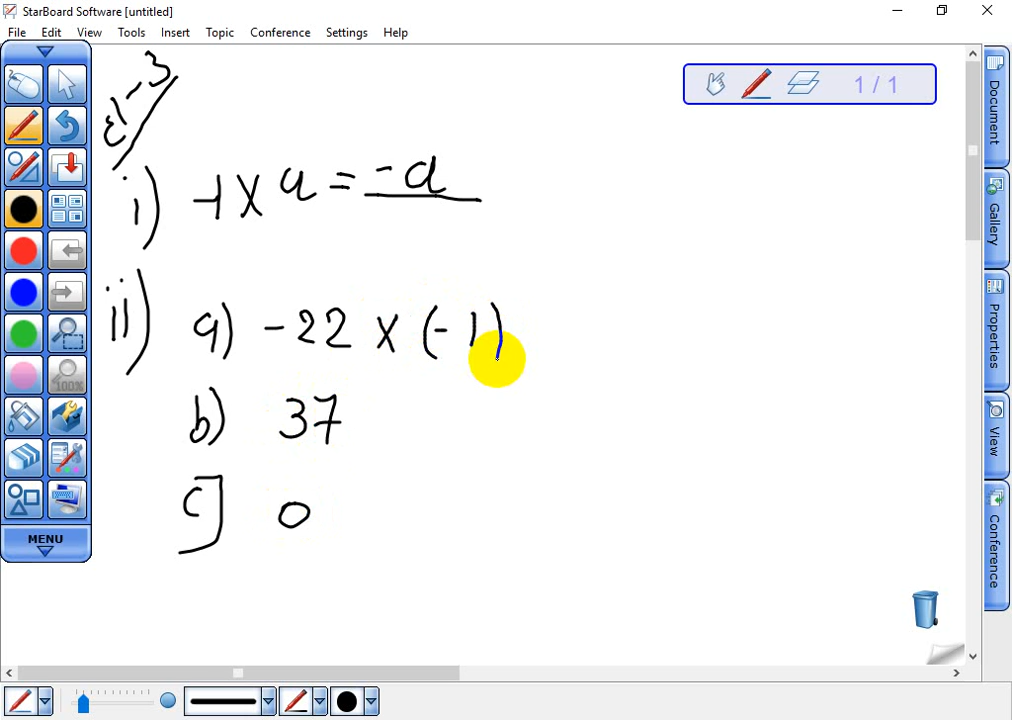 StarBoard Software [untitled]
File Edit View Tools Insert Topic Conference Settings Help
1 / 1
i) -1 X a = -a
ii) a) -22 X (-1)
b) 37
c] 0
100%
MENU
Document
Gallery
Properties
View
Conference